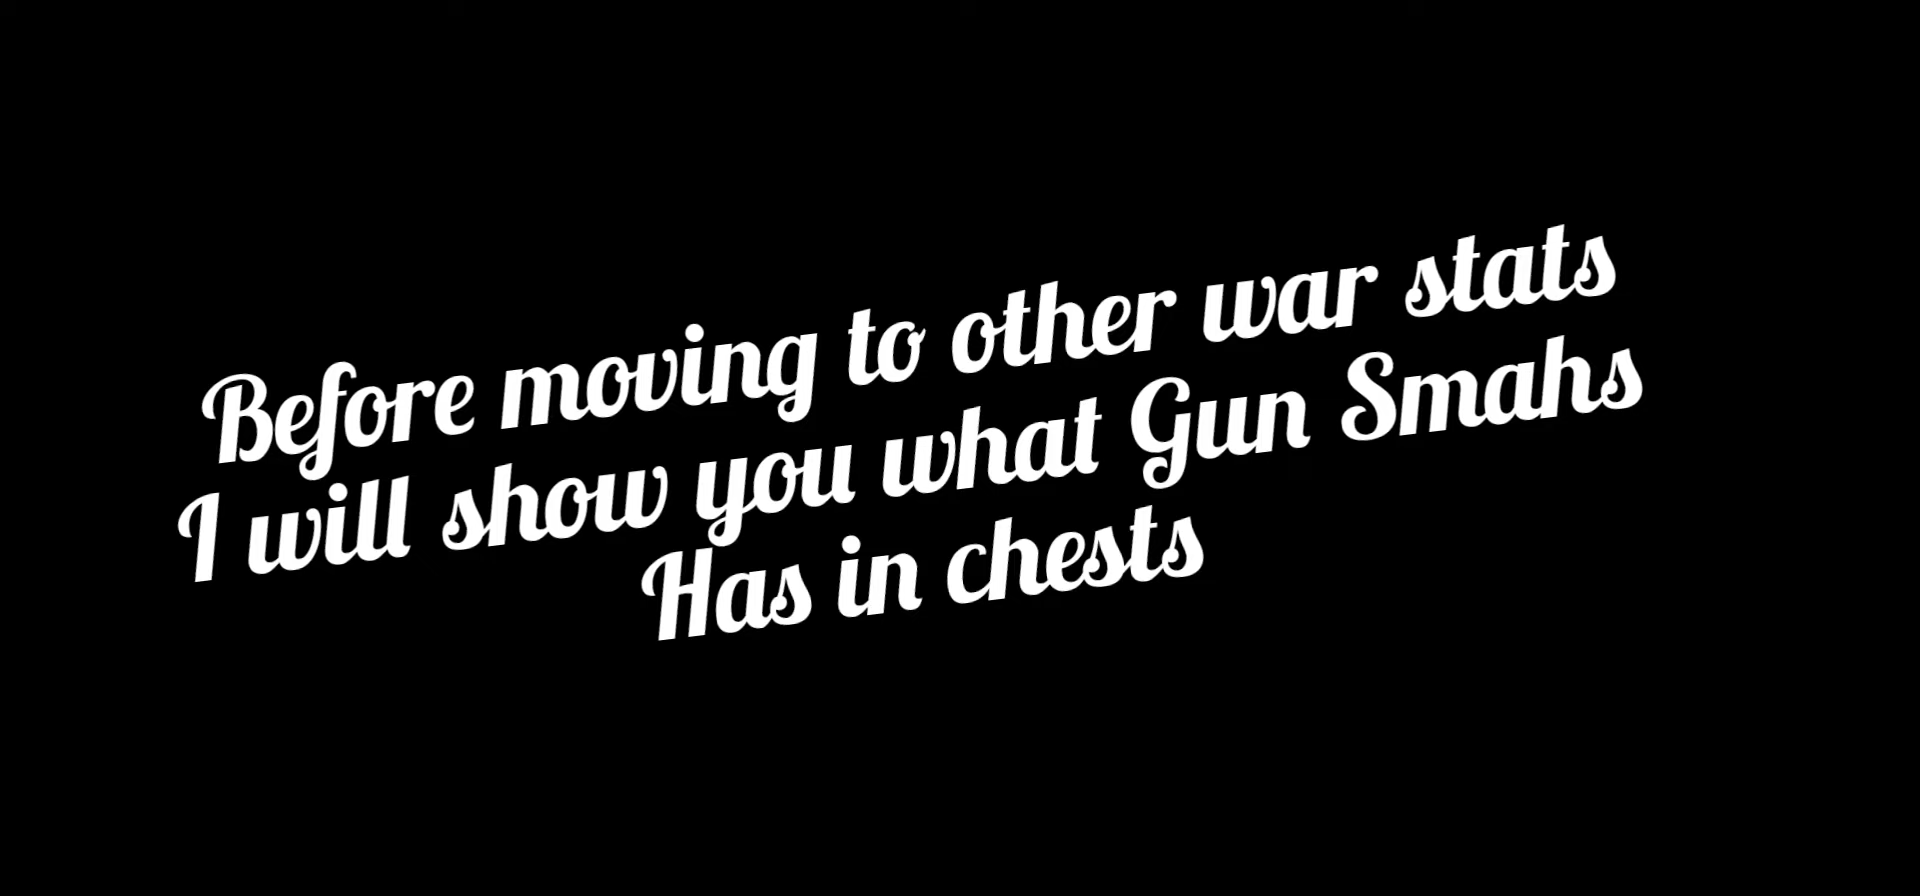 Before moving to other war stats
I will show you what Gun Smahs
Has in chests